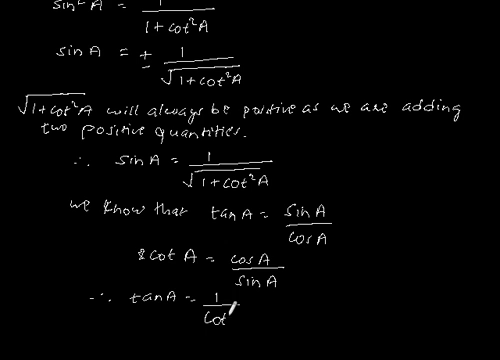 sin²A = 1/(1+cot²A)
sin A = ± 1/√(1+cot²A)
√(1+cot²A) will always be positive as we are adding
two positive quantities.
∴ sin A = 1/√(1+cot²A)
we know that tan A = sin A/cos A
& cot A = cos A/sin A
∴ tan A = 1/cot